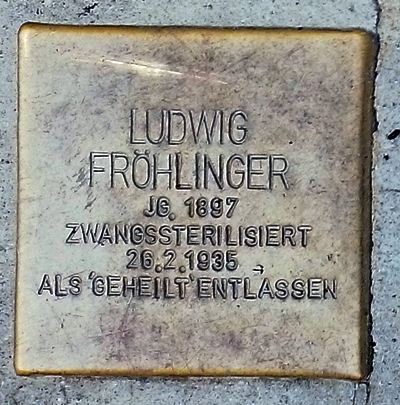 LUDWIG
FRÖHLINGER
JG. 1897
ZWANGSSTERILISIERT
26.2.1935
ALS 'GEHEILT' ENTLASSEN